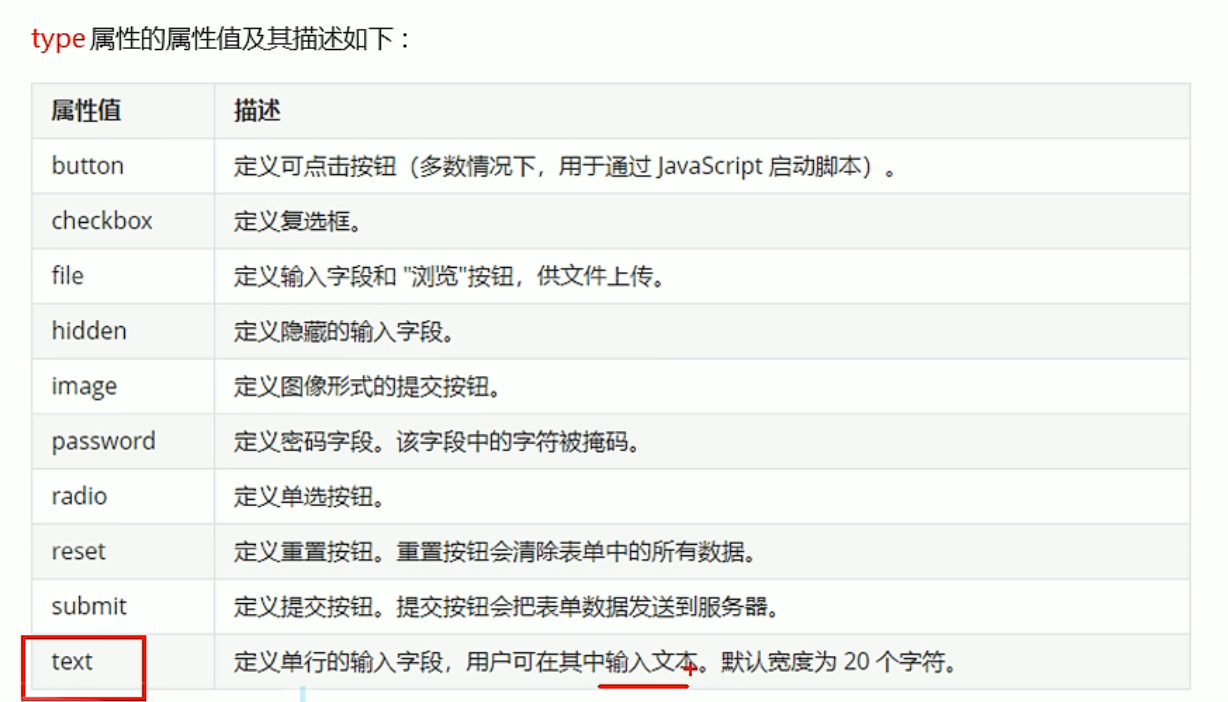 type 属性的属性值及其描述如下：
属性值 描述
button 定义可点击按钮（多数情况下，用于通过 JavaScript 启动脚本）。
checkbox 定义复选框。
file 定义输入字段和 "浏览"按钮，供文件上传。
hidden 定义隐藏的输入字段。
image 定义图像形式的提交按钮。
password 定义密码字段。该字段中的字符被掩码。
radio 定义单选按钮。
reset 定义重置按钮。重置按钮会清除表单中的所有数据。
submit 定义提交按钮。提交按钮会把表单数据发送到服务器。
text 定义单行的输入字段，用户可在其中输入文本。默认宽度为 20 个字符。